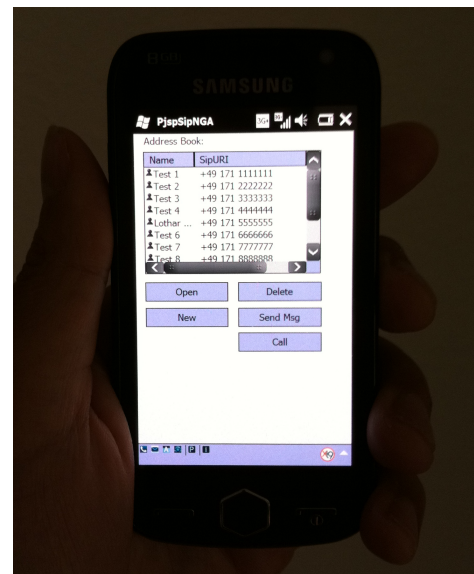 SAMSUNG
PjspSipNGA 3G+
Address Book:
Name SipURI
Test 1 +49 171 1111111
Test 2 +49 171 2222222
Test 3 +49 171 3333333
Test 4 +49 171 4444444
Lothar ... +49 171 5555555
Test 6 +49 171 6666666
Test 7 +49 171 7777777
Test 8 +49 171 8888888
Open Delete
New Send Msg
Call
P